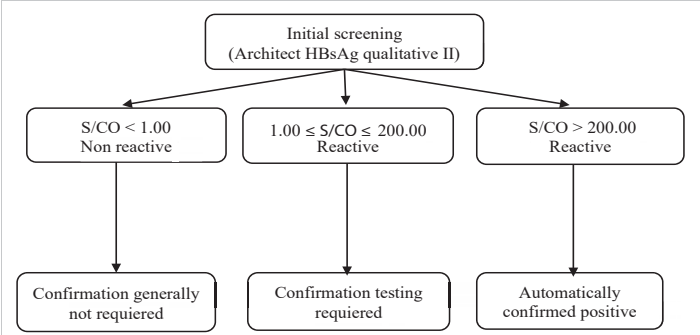 Initial screening
(Architect HBsAg qualitative II)
S/CO < 1.00
Non reactive
1.00 ≤ S/CO ≤ 200.00
Reactive
S/CO > 200.00
Reactive
Confirmation generally
not requiered
Confirmation testing
requiered
Automatically
confirmed positive